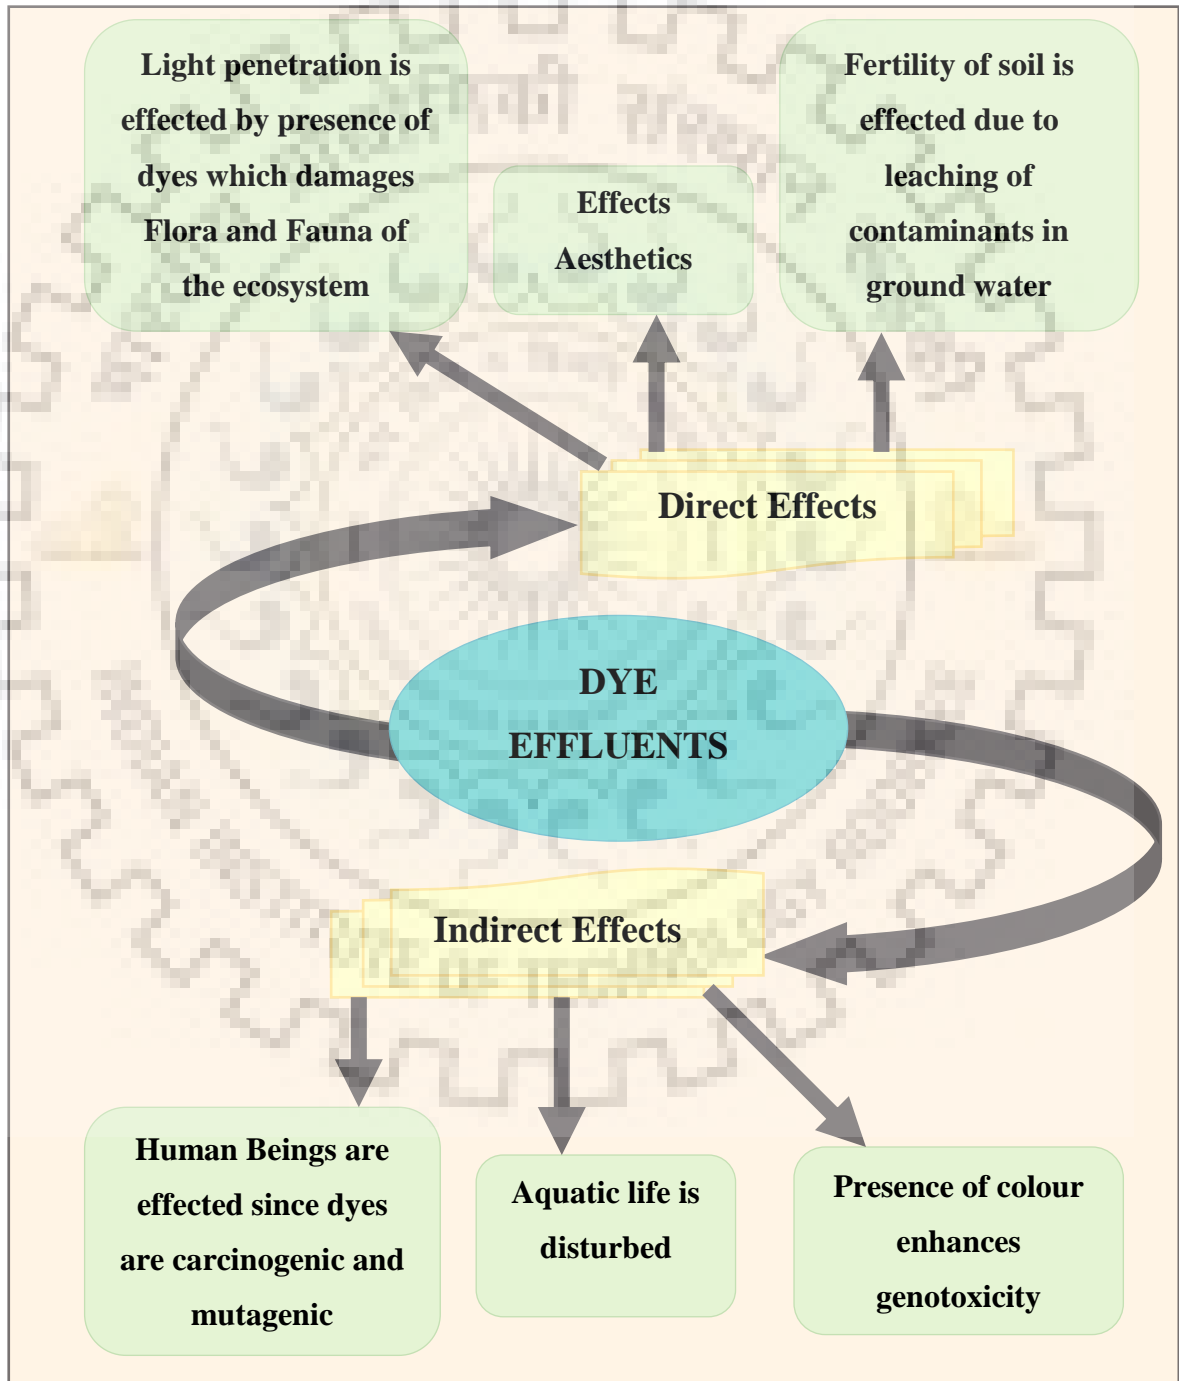 Light penetration is
effected by presence of
dyes which damages
Flora and Fauna of
the ecosystem
Effects
Aesthetics
Fertility of soil is
effected due to
leaching of
contaminants in
ground water
Direct Effects
DYE
EFFLUENTS
Indirect Effects
Human Beings are
effected since dyes
are carcinogenic and
mutagenic
Aquatic life is
disturbed
Presence of colour
enhances
genotoxicity